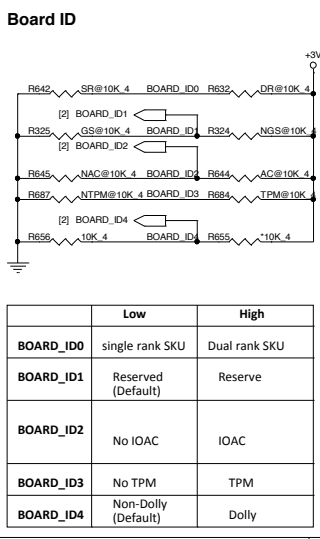 Board ID
+3V
R642 SR@10K_4 BOARD_ID0 R632 DR@10K_4
[2] BOARD_ID1
R325 GS@10K_4 BOARD_ID1 R324 NGS@10K_4
[2] BOARD_ID2
R645 NAC@10K_4 BOARD_ID2 R644 AC@10K_4
R687 NTPM@10K_4 BOARD_ID3 R684 TPM@10K_4
[2] BOARD_ID4
R656 10K_4 BOARD_ID4 R655 *10K_4
Low High
BOARD_ID0 single rank SKU Dual rank SKU
BOARD_ID1 Reserved Reserve
(Default)
BOARD_ID2
No IOAC IOAC
BOARD_ID3 No TPM TPM
Non-Dolly
BOARD_ID4 (Default) Dolly